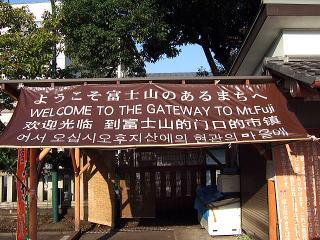 ようこそ富士山のあるまちへ
WELCOME TO THE GATEWAY TO Mt.Fuji
欢迎光临 到富士山的门口的市镇
어서 오십시오후지산에의 현관의 마을에